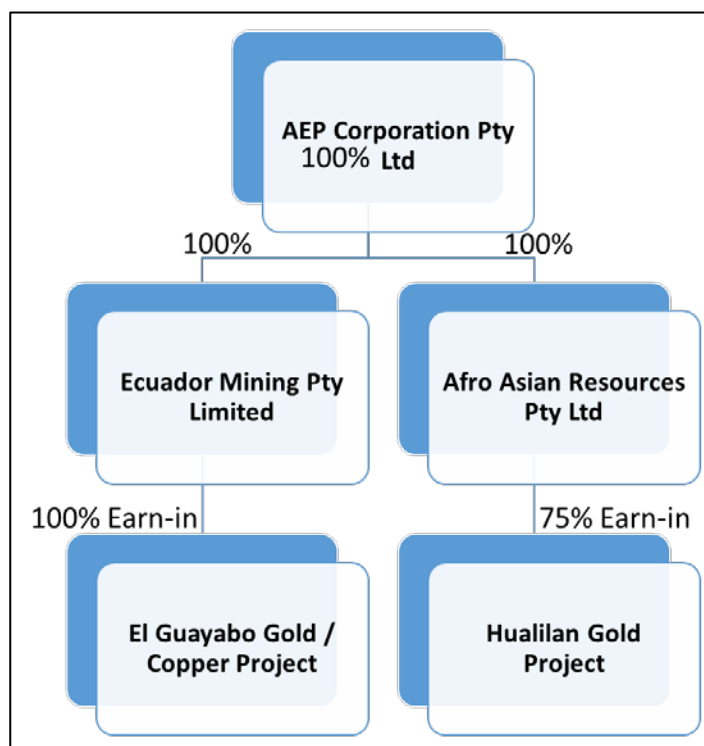 AEP Corporation Pty
100% Ltd
100% 100%
Ecuador Mining Pty
Limited
Afro Asian Resources
Pty Ltd
100% Earn-in 75% Earn-in
El Guayabo Gold /
Copper Project
Hualilan Gold
Project